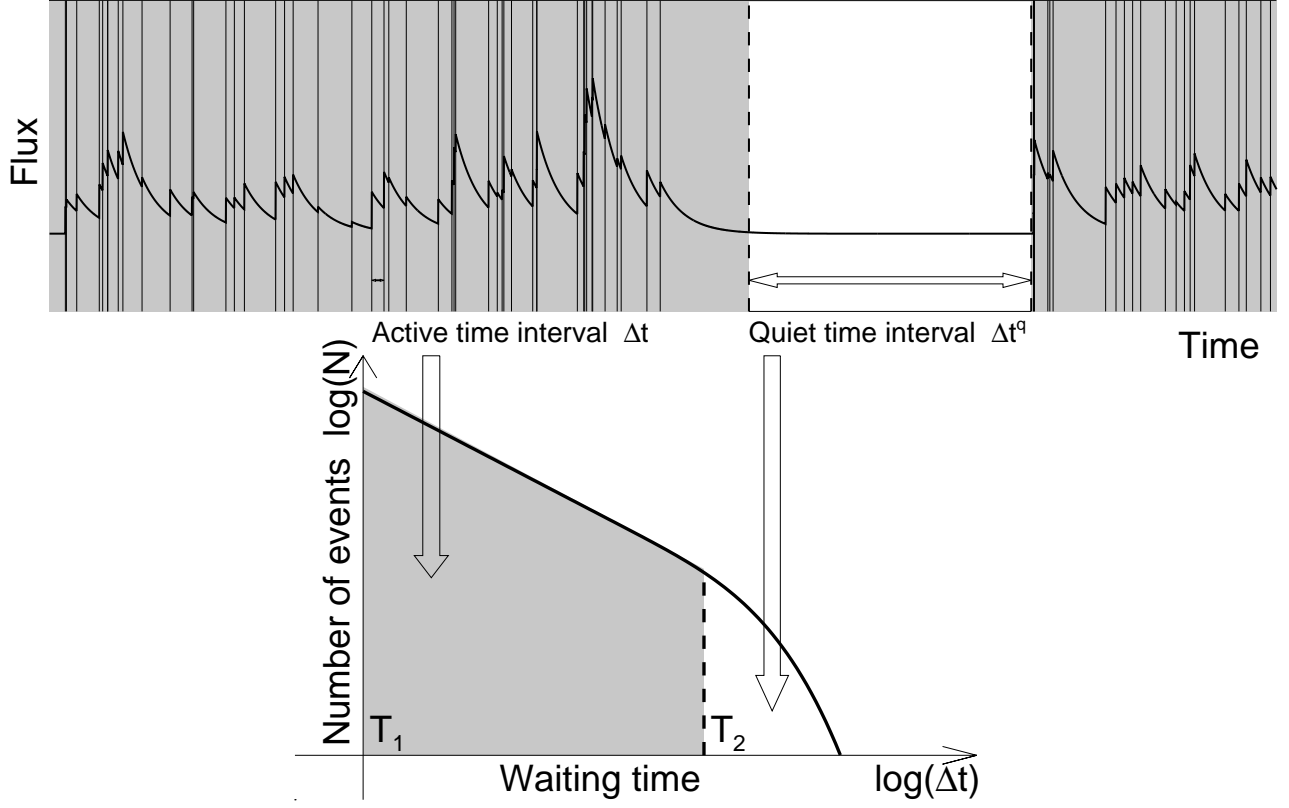 Flux
Active time interval Δt
Quiet time interval Δt^q
Time
Number of events log(N)
T₁
T₂
Waiting time
log(Δt)